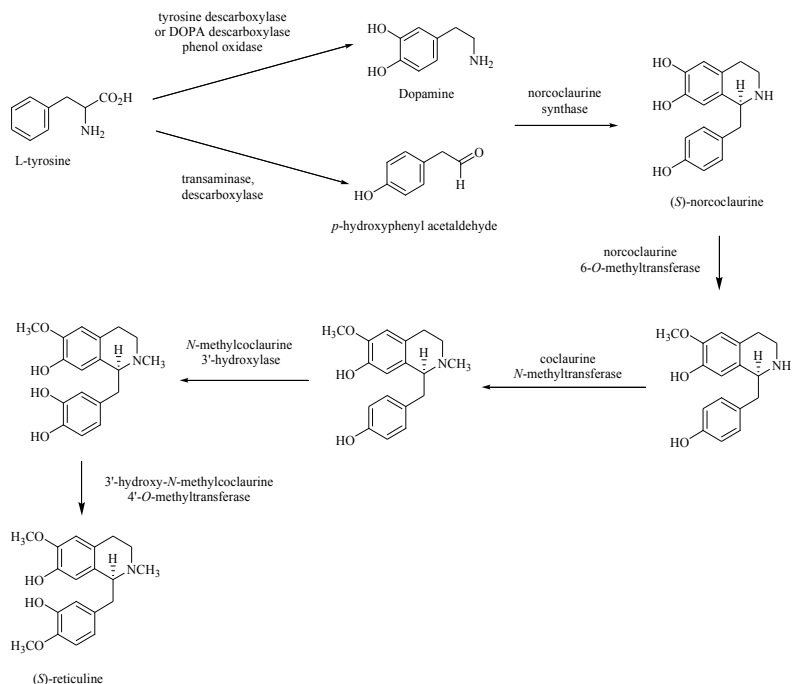 tyrosine descarboxylase
or DOPA descarboxylase
phenol oxidase
HO
HO
NH2
Dopamine
CO2H
NH2
L-tyrosine
transaminase,
descarboxylase
O
H
HO
p-hydroxyphenyl acetaldehyde
norcoclaurine
synthase
HO
HO
H
NH
HO
(S)-norcoclaurine
norcoclaurine
6-O-methyltransferase
H3CO
HO
H
NH
HO
coclaurine
N-methyltransferase
H3CO
HO
H
NCH3
HO
N-methylcoclaurine
3'-hydroxylase
H3CO
HO
H
NCH3
HO
HO
3'-hydroxy-N-methylcoclaurine
4'-O-methyltransferase
H3CO
HO
H
NCH3
HO
H3CO
(S)-reticuline